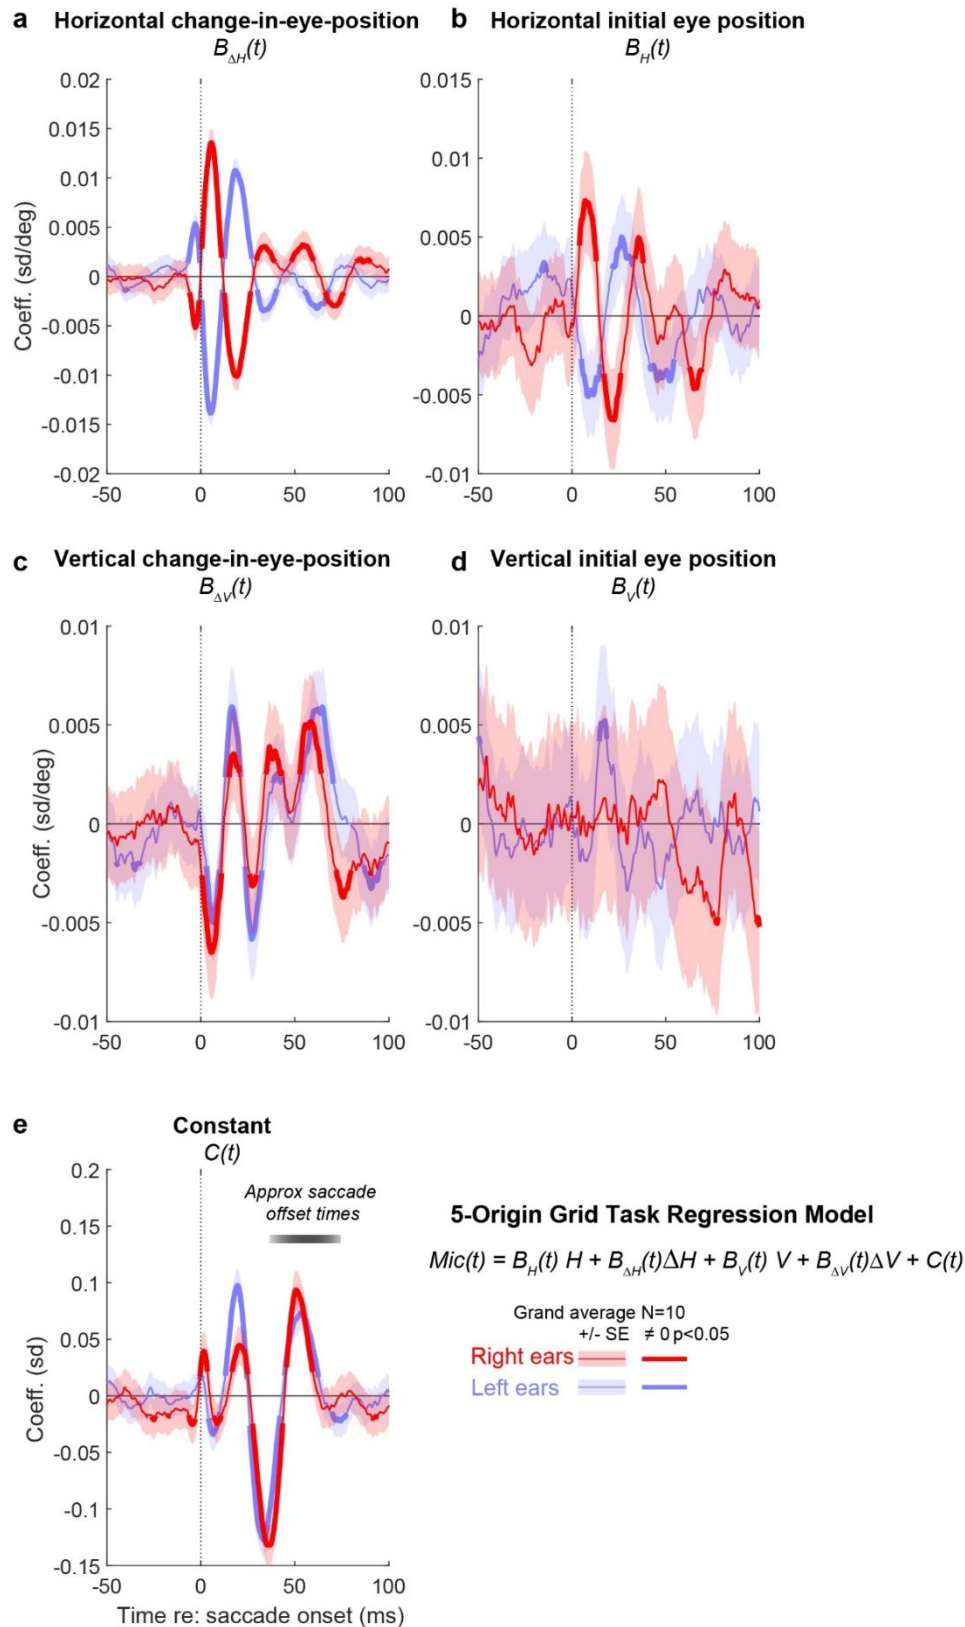 a Horizontal change-in-eye-position
B_ΔH(t)
0.02
0.015
0.01
0.005
0
-0.005
-0.01
-0.015
-0.02
Coeff. (sd/deg)
-50 0 50 100
b Horizontal initial eye position
B_H(t)
0.015
0.01
0.005
0
-0.005
-0.01
-50 0 50 100
c Vertical change-in-eye-position
B_ΔV(t)
0.01
0.005
0
-0.005
-0.01
Coeff. (sd/deg)
-50 0 50 100
d Vertical initial eye position
B_V(t)
0.01
0.005
0
-0.005
-0.01
-50 0 50 100
e Constant
C(t)
0.2
0.15
0.1
0.05
0
-0.05
-0.1
-0.15
Coeff. (sd)
Approx saccade
offset times
-50 0 50 100
Time re: saccade onset (ms)
5-Origin Grid Task Regression Model
Mic(t) = B_H(t) H + B_ΔH(t)ΔH + B_V(t) V + B_ΔV(t)ΔV + C(t)
Grand average N=10
+/- SE ≠ 0 p<0.05
Right ears
Left ears